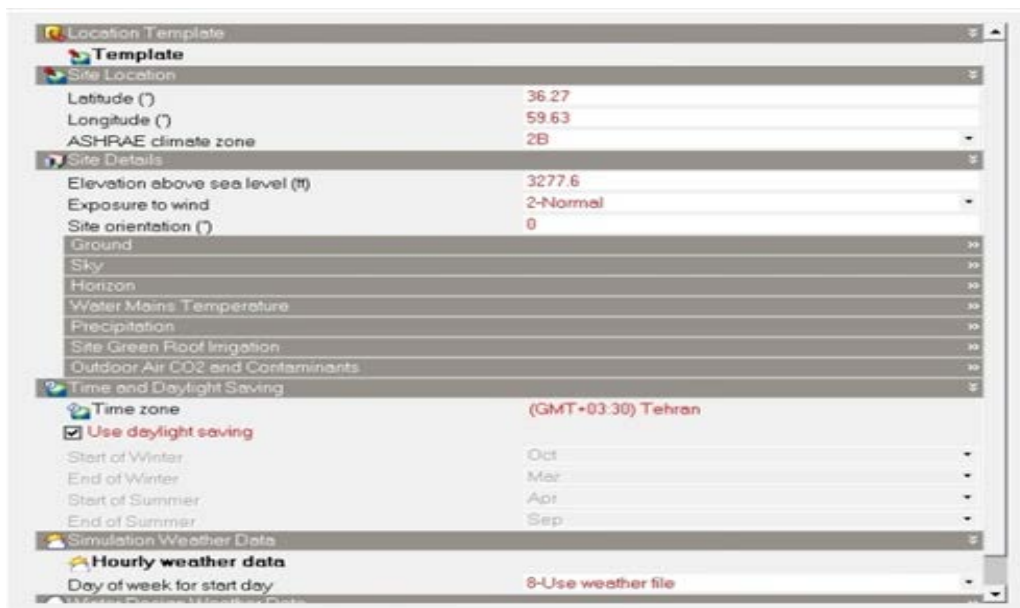 Location Template
Template
Site Location
Latitude (°) 36.27
Longitude (°) 59.63
ASHRAE climate zone 2B
Site Details
Elevation above sea level (ft) 3277.6
Exposure to wind 2-Normal
Site orientation (°) 0
Ground
Sky
Horizon
Water Mains Temperature
Precipitation
Site Green Roof Irrigation
Outdoor Air CO2 and Contaminants
Time and Daylight Saving
Time zone (GMT+03:30) Tehran
Use daylight saving
Start of Winter Oct
End of Winter Mar
Start of Summer Apr
End of Summer Sep
Simulation Weather Data
Hourly weather data
Day of week for start day 8-Use weather file
Design Weather Data